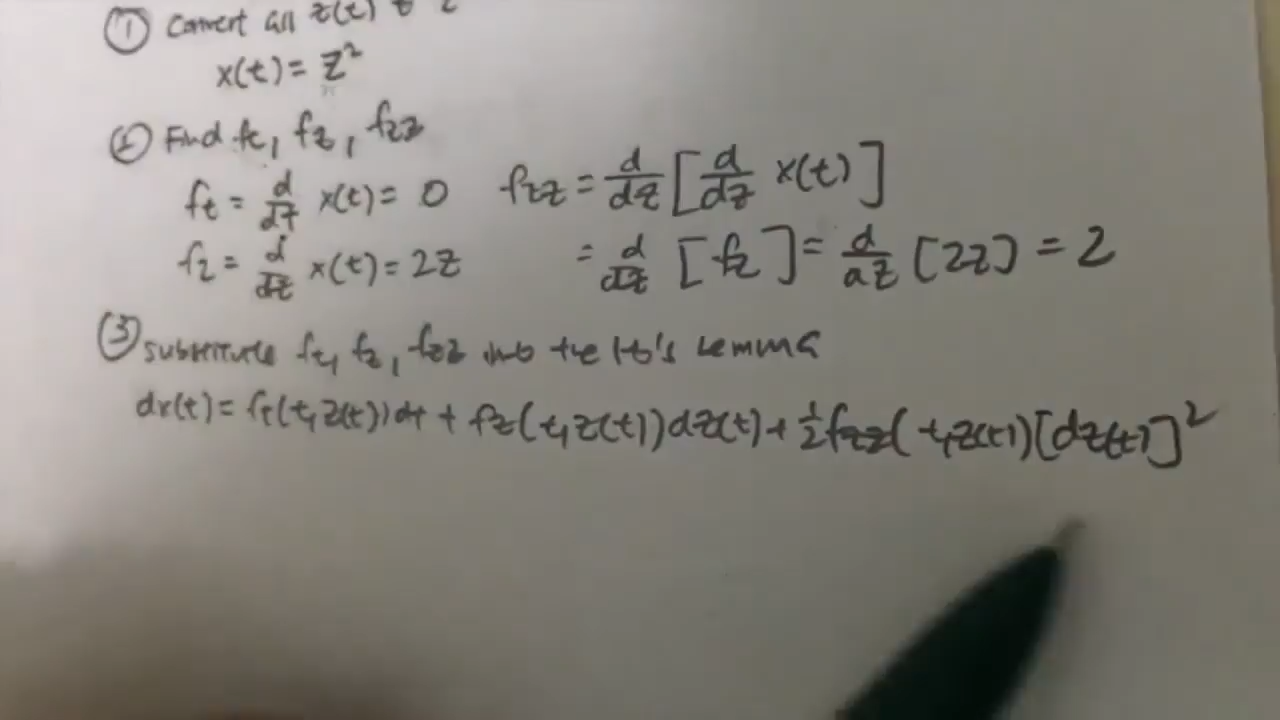 ① Convert all z(t) to z
x(t) = z²
② Find ft, fz, fzz
ft = d/dt x(t) = 0 fzz = d/dz [d/dz x(t)]
fz = d/dz x(t) = 2z = d/dz [fz] = d/dz [2z] = 2
③ substitute ft, fz, fzz into the Ito's Lemma
dx(t) = ft(t,z(t))dt + fz(t,z(t))dz(t) + ½fzz(t,z(t))[dz(t)]²